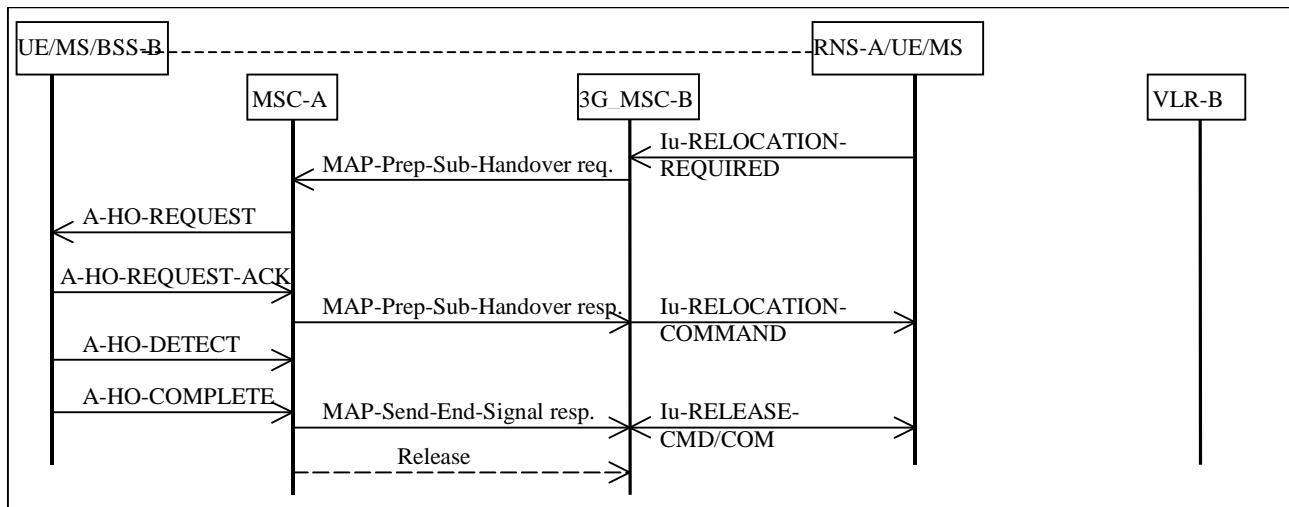 UE/MS/BSS-B
RNS-A/UE/MS
MSC-A
3G_MSC-B
VLR-B
Iu-RELOCATION-
REQUIRED
MAP-Prep-Sub-Handover req.
A-HO-REQUEST
A-HO-REQUEST-ACK
MAP-Prep-Sub-Handover resp.
Iu-RELOCATION-
COMMAND
A-HO-DETECT
A-HO-COMPLETE
MAP-Send-End-Signal resp.
Iu-RELEASE-
CMD/COM
Release